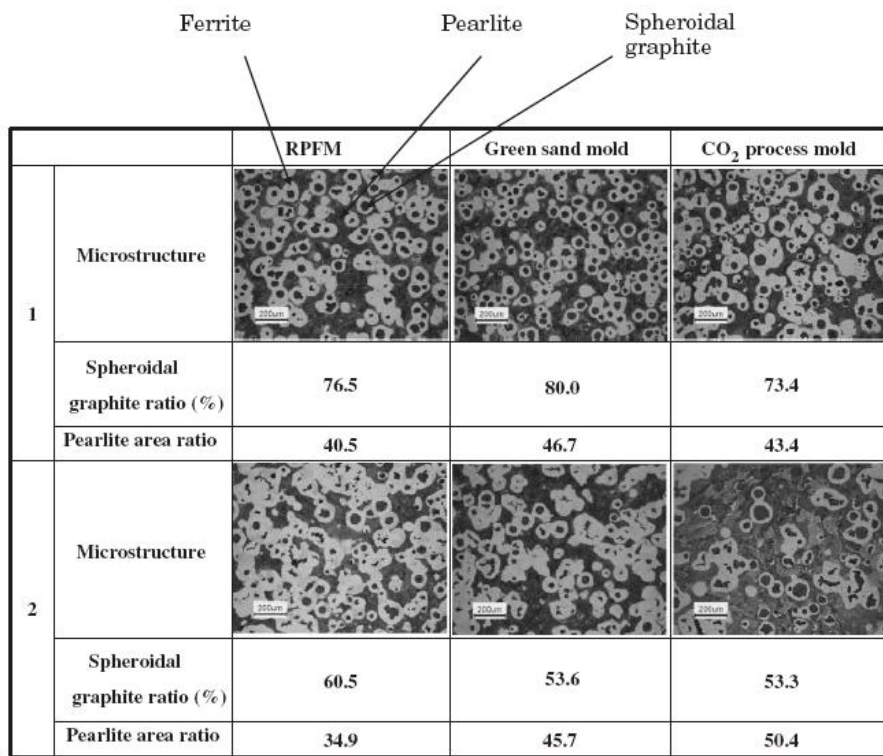 Ferrite
Pearlite
Spheroidal
graphite
RPFM
Green sand mold
CO₂ process mold
1
Microstructure
200um
200um
200um
Spheroidal
graphite ratio (%)
76.5
80.0
73.4
Pearlite area ratio
40.5
46.7
43.4
2
Microstructure
200um
200um
200um
Spheroidal
graphite ratio (%)
60.5
53.6
53.3
Pearlite area ratio
34.9
45.7
50.4